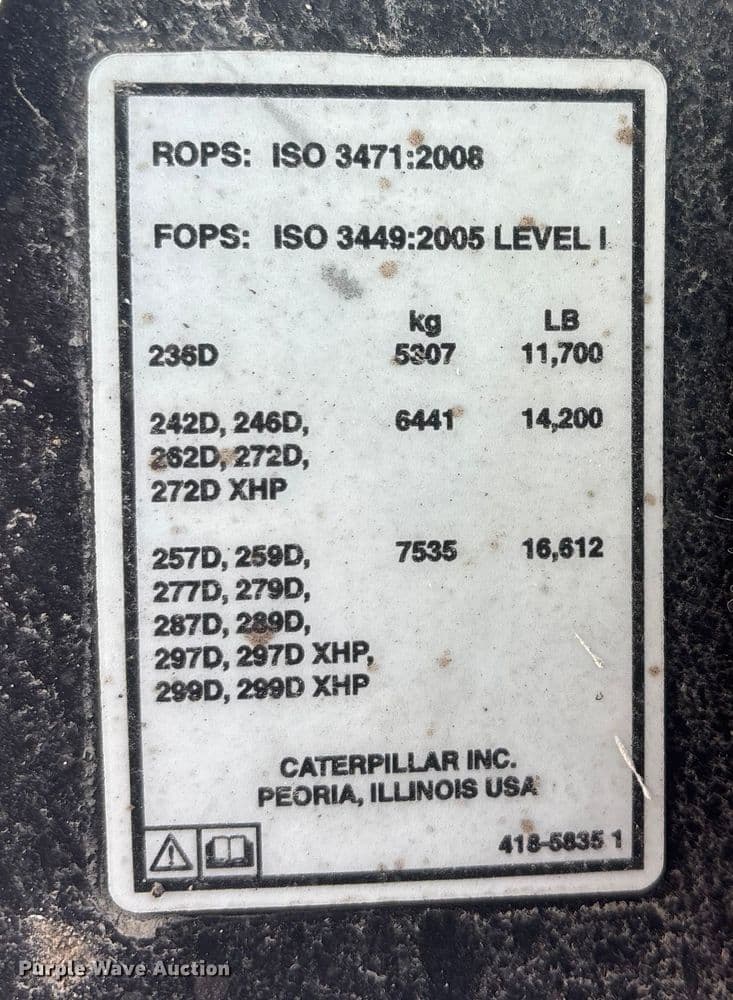 ROPS: ISO 3471:2008
FOPS: ISO 3449:2005 LEVEL I
kg LB
236D 5307 11,700
242D, 246D, 6441 14,200
262D, 272D,
272D XHP
257D, 259D, 7535 16,612
277D, 279D,
287D, 289D,
297D, 297D XHP,
299D, 299D XHP
CATERPILLAR INC.
PEORIA, ILLINOIS USA
418-5835 1
Purple Wave Auction